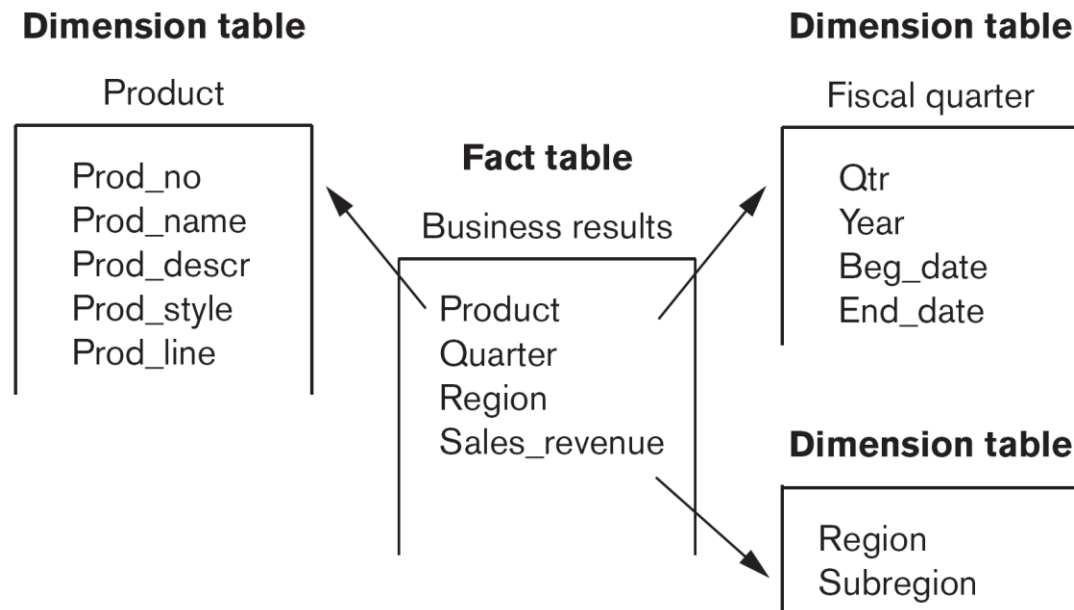 Dimension table
Product
Prod_no
Prod_name
Prod_descr
Prod_style
Prod_line
Fact table
Business results
Product
Quarter
Region
Sales_revenue
Dimension table
Fiscal quarter
Qtr
Year
Beg_date
End_date
Dimension table
Region
Subregion